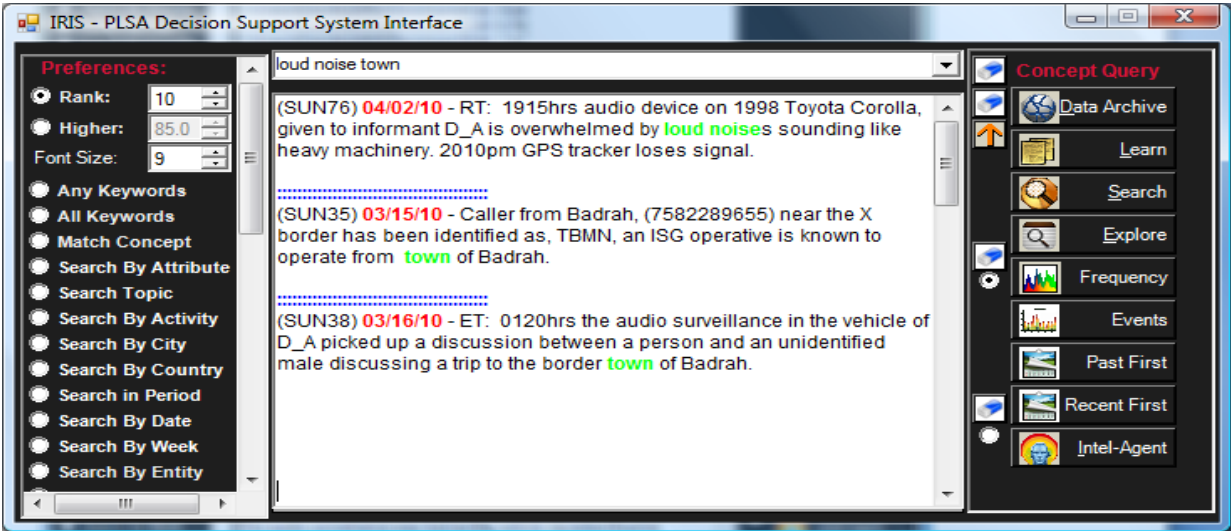 IRIS - PLSA Decision Support System Interface
Preferences:
Rank:
10
Higher:
85.0
Font Size:
9
Any Keywords
All Keywords
Match Concept
Search By Attribute
Search Topic
Search By Activity
Search By City
Search By Country
Search in Period
Search By Date
Search By Week
Search By Entity
loud noise town
(SUN76) 04/02/10 - RT: 1915hrs audio device on 1998 Toyota Corolla,
given to informant D_A is overwhelmed by loud noises sounding like
heavy machinery. 2010pm GPS tracker loses signal.
::::::::::::::::::::::::::::::::::::::::::
(SUN35) 03/15/10 - Caller from Badrah, (7582289655) near the X
border has been identified as, TBMN, an ISG operative is known to
operate from town of Badrah.
::::::::::::::::::::::::::::::::::::::::::
(SUN38) 03/16/10 - ET: 0120hrs the audio surveillance in the vehicle of
D_A picked up a discussion between a person and an unidentified
male discussing a trip to the border town of Badrah.
Concept Query
Data Archive
Learn
Search
Explore
Frequency
Events
Past First
Recent First
Intel-Agent